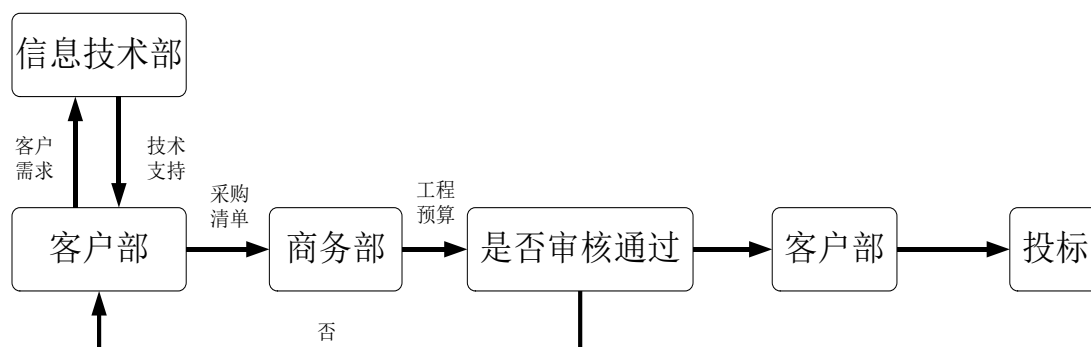 信息技术部
客户
需求
技术
支持
采购
清单
工程
预算
客户部
商务部
是否审核通过
客户部
投标
否